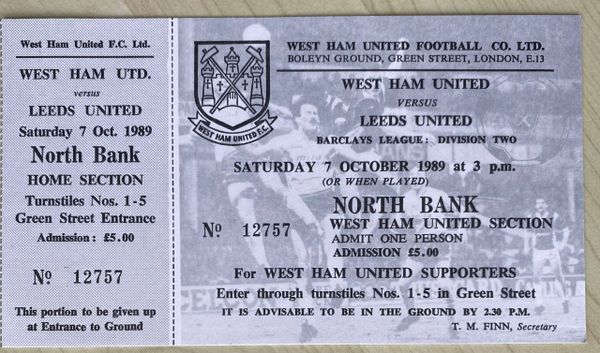 West Ham United F.C. Ltd.
WEST HAM UTD.
versus
LEEDS UNITED
Saturday 7 Oct. 1989
North Bank
HOME SECTION
Turnstiles Nos. 1-5
Green Street Entrance
Admission: £5.00
No 12757
This portion to be given up
at Entrance to Ground
WEST HAM UNITED F.C.
WEST HAM UNITED FOOTBALL CO. LTD.
BOLEYN GROUND, GREEN STREET, LONDON, E.13
WEST HAM UNITED
VERSUS
LEEDS UNITED
BARCLAYS LEAGUE: DIVISION TWO
SATURDAY 7 OCTOBER 1989 at 3 p.m.
(OR WHEN PLAYED)
NORTH BANK
No 12757
WEST HAM UNITED SECTION
ADMIT ONE PERSON
ADMISSION £5.00
For WEST HAM UNITED SUPPORTERS
Enter through turnstiles Nos. 1-5 in Green Street
IT IS ADVISABLE TO BE IN THE GROUND BY 2.30 P.M.
T. M. FINN, Secretary